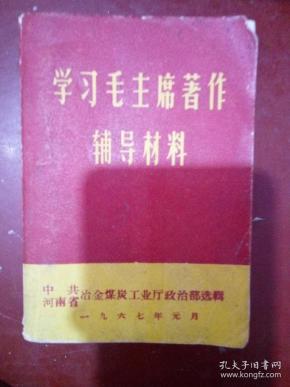 学习毛主席著作
辅导材料
中共
河南省冶金煤炭工业厅政治部选辑
一九六七年元月
孔夫子旧书网